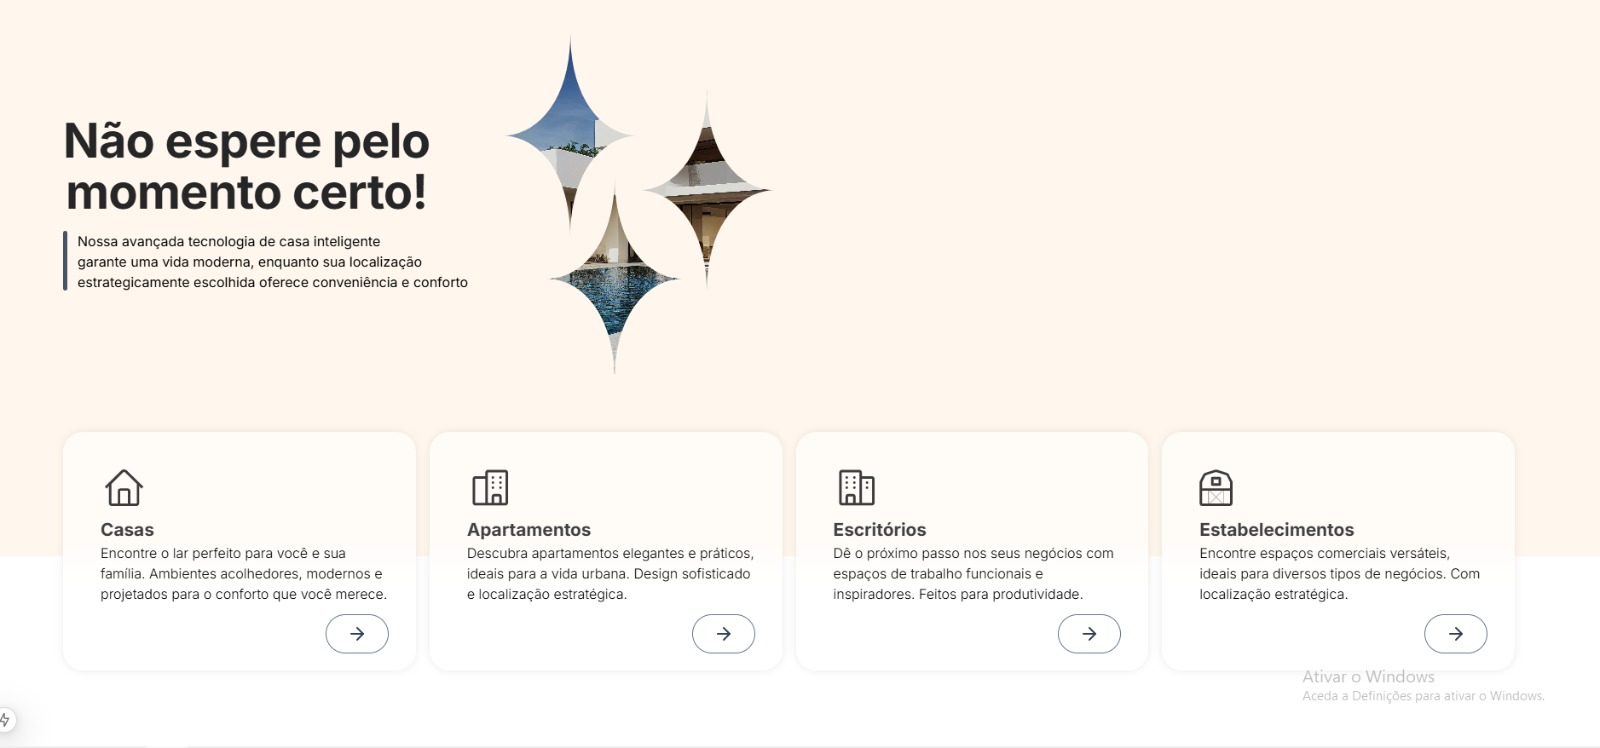 Não espere pelo
momento certo!
Nossa avançada tecnologia de casa inteligente
garante uma vida moderna, enquanto sua localização
estrategicamente escolhida oferece conveniência e conforto
Casas
Encontre o lar perfeito para você e sua
família. Ambientes acolhedores, modernos e
projetados para o conforto que você merece.
Apartamentos
Descubra apartamentos elegantes e práticos,
ideais para a vida urbana. Design sofisticado
e localização estratégica.
Escritórios
Dê o próximo passo nos seus negócios com
espaços de trabalho funcionais e
inspiradores. Feitos para produtividade.
Estabelecimentos
Encontre espaços comerciais versáteis,
ideais para diversos tipos de negócios. Com
localização estratégica.
Ativar o Windows
Aceda a Definições para ativar o Windows.